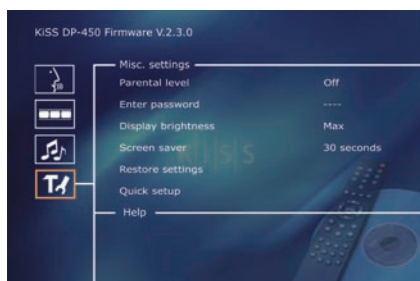 KiSS DP-450 Firmware V.2.3.0
Misc. settings
Parental level Off
Enter password ----
Display brightness Max
Screen saver 30 seconds
Restore settings
Quick setup
Help
KiSS